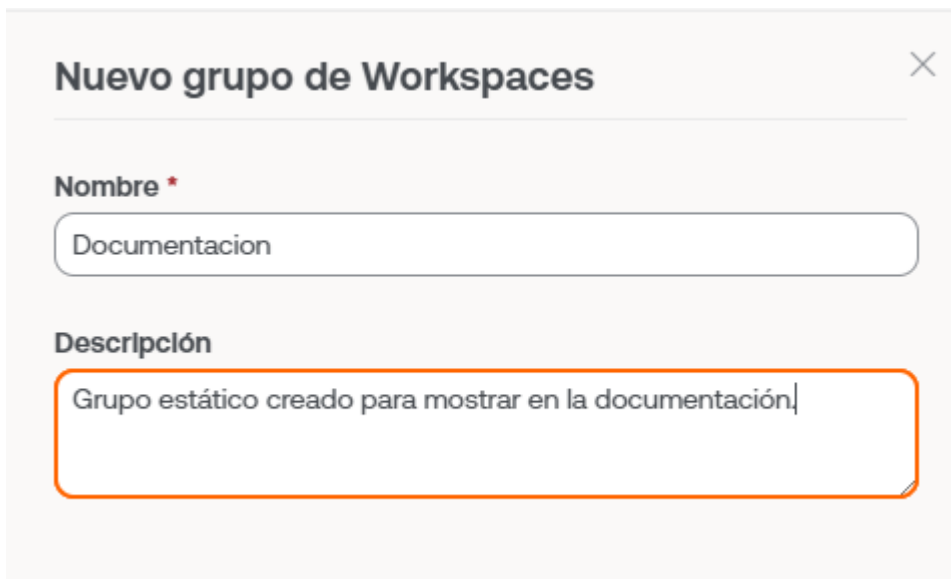 Nuevo grupo de Workspaces
Nombre *
Documentacion
Descripción
Grupo estático creado para mostrar en la documentación.